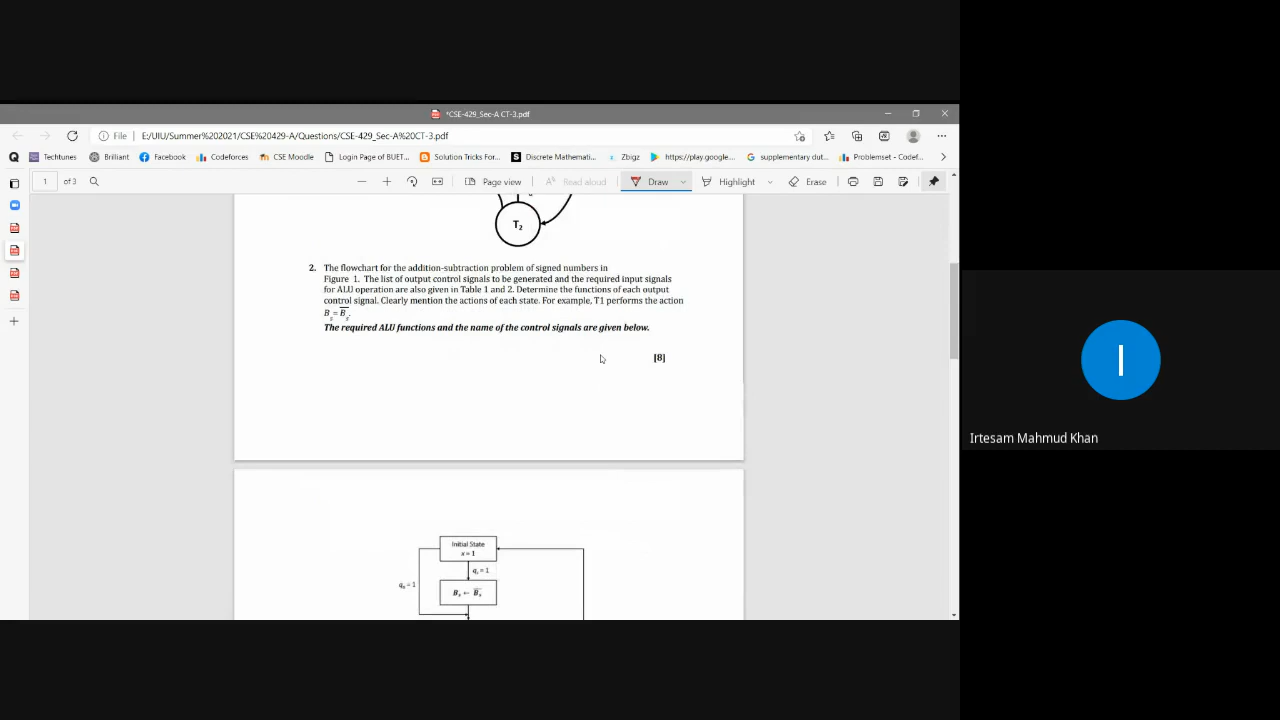 *CSE-429_Sec-A CT-3.pdf
File E:/UIU/Summer%202021/CSE%20429-A/Questions/CSE-429_Sec-A%20CT-3.pdf
Techtunes Brilliant Facebook Codeforces CSE Moodle Login Page of BUET... Solution Tricks For... Discrete Mathemati... Zbigz https://play.google.... supplementary dut... Problemset - Codef...
1 of 3 Page view Read aloud Draw Highlight Erase
T2
2. The flowchart for the addition-subtraction problem of signed numbers in
Figure 1. The list of output control signals to be generated and the required input signals
for ALU operation are also given in Table 1 and 2. Determine the functions of each output
control signal. Clearly mention the actions of each state. For example, T1 performs the action
Bs = B̅s.
The required ALU functions and the name of the control signals are given below.
[8]
Initial State
x = 1
qs = 1
Bs ← B̅s
I
Irtesam Mahmud Khan